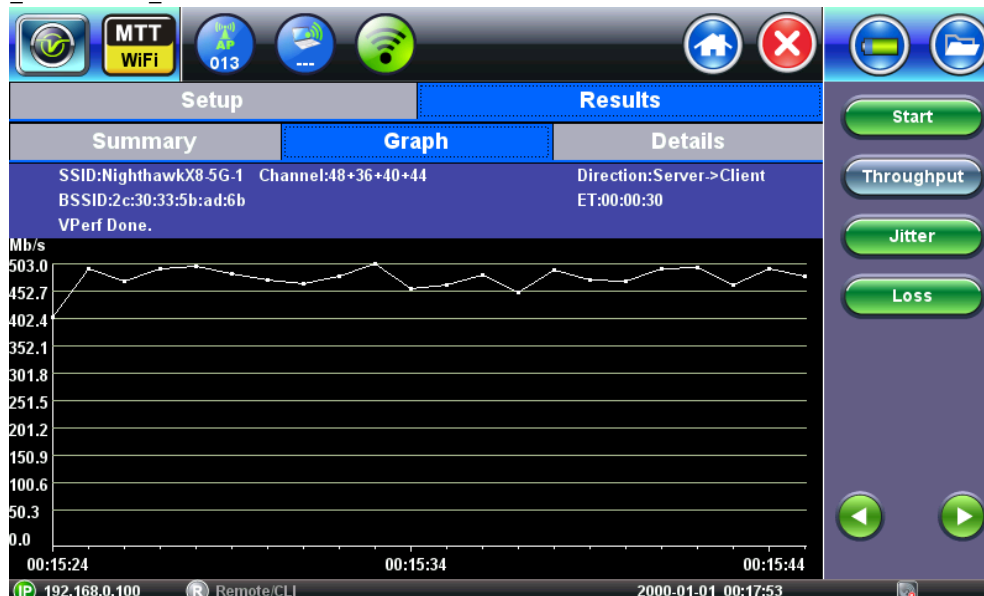 MTT
WiFi
AP
013
---
Setup
Results
Start
Summary
Graph
Details
SSID:NighthawkX8-5G-1 Channel:48+36+40+44 Direction:Server->Client
BSSID:2c:30:33:5b:ad:6b ET:00:00:30
VPerf Done.
Throughput
Jitter
Loss
Mb/s
503.0
452.7
402.4
352.1
301.8
251.5
201.2
150.9
100.6
50.3
0.0
00:15:24 00:15:34 00:15:44
IP 192.168.0.100 R Remote/CLI 2000-01-01 00:17:53